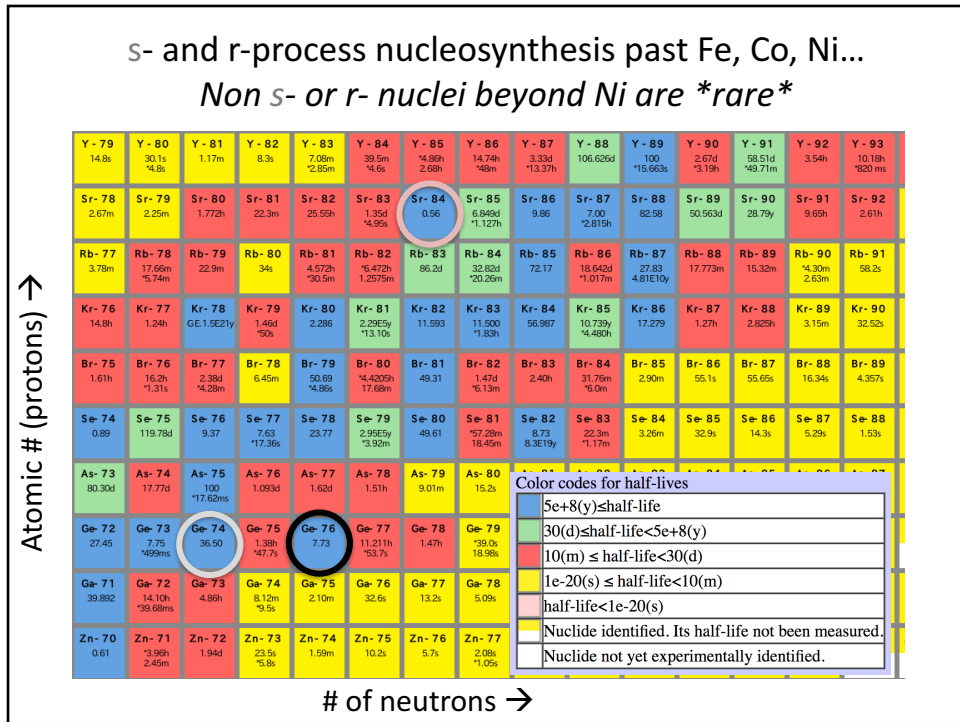 s- and r-process nucleosynthesis past Fe, Co, Ni…
Non s- or r- nuclei beyond Ni are *rare*
Y - 79 Y - 80 Y - 81 Y - 82 Y - 83 Y - 84 Y - 85 Y - 86 Y - 87 Y - 88 Y - 89 Y - 90 Y - 91 Y - 92 Y - 93
14.8s 30.1s 1.17m 8.3s 7.08m 39.5m *4.86h 14.74h 3.33d 106.626d 100 2.67d 58.51d 3.54h 10.18h
*4.8s *2.85m *4.6s 2.68h *48m *13.37h *15.663s *3.19h *49.71m *820 ms
Sr- 78 Sr- 79 Sr- 80 Sr- 81 Sr- 82 Sr- 83 Sr- 84 Sr- 85 Sr- 86 Sr- 87 Sr- 88 Sr- 89 Sr- 90 Sr- 91 Sr- 92
2.67m 2.25m 1.772h 22.3m 25.55h 1.35d 0.56 6.849d 9.86 7.00 82.58 50.563d 28.79y 9.65h 2.61h
*4.95s *1.127h *2.815h
Rb- 77 Rb- 78 Rb- 79 Rb- 80 Rb- 81 Rb- 82 Rb- 83 Rb- 84 Rb- 85 Rb- 86 Rb- 87 Rb- 88 Rb- 89 Rb- 90 Rb- 91
3.78m 17.66m 22.9m 34s 4.572h *6.472h 86.2d 32.82d 72.17 18.642d 27.83 17.773m 15.32m *4.30m 58.2s
*5.74m *30.5m 1.2575m *20.26m *1.017m 4.81E10y 2.63m
Kr- 76 Kr- 77 Kr- 78 Kr- 79 Kr- 80 Kr- 81 Kr- 82 Kr- 83 Kr- 84 Kr- 85 Kr- 86 Kr- 87 Kr- 88 Kr- 89 Kr- 90
14.8h 1.24h GE.1.5E21y 1.46d 2.286 2.29E5y 11.593 11.500 56.987 10.739y 17.279 1.27h 2.825h 3.15m 32.52s
*50s *13.10s *1.83h *4.480h
Br- 75 Br- 76 Br- 77 Br- 78 Br- 79 Br- 80 Br- 81 Br- 82 Br- 83 Br- 84 Br- 85 Br- 86 Br- 87 Br- 88 Br- 89
1.61h 16.2h 2.38d 6.45m 50.69 *4.4205h 49.31 1.47d 2.40h 31.76m 2.90m 55.1s 55.65s 16.34s 4.357s
*1.31s *4.28m *4.86s 17.68m *6.13m *6.0m
Se- 74 Se- 75 Se- 76 Se- 77 Se- 78 Se- 79 Se- 80 Se- 81 Se- 82 Se- 83 Se- 84 Se- 85 Se- 86 Se- 87 Se- 88
0.89 119.78d 9.37 7.63 23.77 2.95E5y 49.61 *57.28m 8.73 22.3m 3.26m 32.9s 14.3s 5.29s 1.53s
*17.36s *3.92m 18.45m 8.3E19y *1.17m
As- 73 As- 74 As- 75 As- 76 As- 77 As- 78 As- 79 As- 80
80.30d 17.77d 100 1.093d 1.62d 1.51h 9.01m 15.2s
*17.62ms
Ge- 72 Ge- 73 Ge- 74 Ge- 75 Ge- 76 Ge- 77 Ge- 78 Ge- 79
27.45 7.75 36.50 1.38h 7.73 11.211h 1.47h *39.0s
*499ms *47.7s *53.7s 18.98s
Ga- 71 Ga- 72 Ga- 73 Ga- 74 Ga- 75 Ga- 76 Ga- 77 Ga- 78
39.892 14.10h 4.86h 8.12m 2.10m 32.6s 13.2s 5.09s
*39.68ms *9.5s
Zn- 70 Zn- 71 Zn- 72 Zn- 73 Zn- 74 Zn- 75 Zn- 76 Zn- 77
0.61 *3.96h 1.94d 23.5s 1.59m 10.2s 5.7s 2.08s
2.45m *5.8s *1.05s
Color codes for half-lives
5e+8(y)≤half-life
30(d)≤half-life<5e+8(y)
10(m) ≤ half-life<30(d)
1e-20(s) ≤ half-life<10(m)
half-life<1e-20(s)
Nuclide identified. Its half-life not been measured.
Nuclide not yet experimentally identified.
Atomic # (protons) →
# of neutrons →